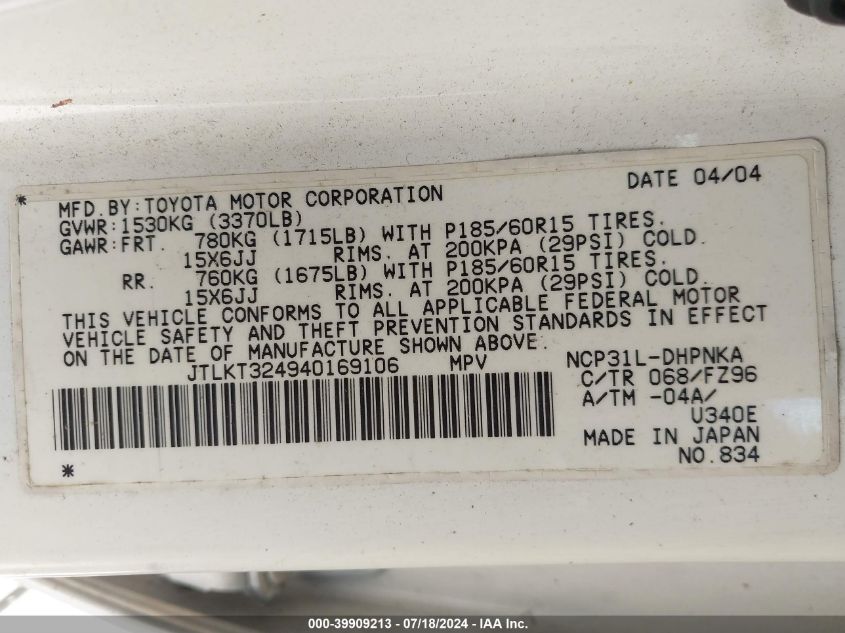 * MFD. BY: TOYOTA MOTOR CORPORATION DATE 04/04
GVWR: 1530KG (3370LB)
GAWR: FRT. 780KG (1715LB) WITH P185/60R15 TIRES.
15X6JJ RIMS. AT 200KPA (29PSI) COLD.
RR. 760KG (1675LB) WITH P185/60R15 TIRES.
15X6JJ RIMS. AT 200KPA (29PSI) COLD.
THIS VEHICLE CONFORMS TO ALL APPLICABLE FEDERAL MOTOR
VEHICLE SAFETY AND THEFT PREVENTION STANDARDS IN EFFECT
ON THE DATE OF MANUFACTURE SHOWN ABOVE.
JTLKT324940169106 MPV NCP31L-DHPNKA
C/TR 068/FZ96
A/TM -04A/
U340E
MADE IN JAPAN
* NO. 834
000-39909213 - 07/18/2024 - IAA Inc.